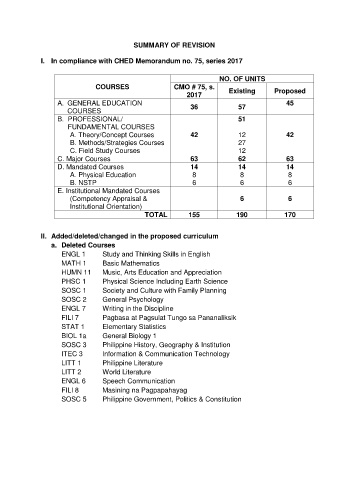 SUMMARY OF REVISION
I. In compliance with CHED Memorandum no. 75, series 2017
COURSES NO. OF UNITS
CMO # 75, s. 2017 Existing Proposed
A. GENERAL EDUCATION COURSES 36 57 45
B. PROFESSIONAL/ 51
FUNDAMENTAL COURSES
A. Theory/Concept Courses 42 12 42
B. Methods/Strategies Courses 27
C. Field Study Courses 12
C. Major Courses 63 62 63
D. Mandated Courses 14 14 14
A. Physical Education 8 8 8
B. NSTP 6 6 6
E. Institutional Mandated Courses
(Competency Appraisal & 6 6
Institutional Orientation)
TOTAL 155 190 170
II. Added/deleted/changed in the proposed curriculum
a. Deleted Courses
ENGL 1 Study and Thinking Skills in English
MATH 1 Basic Mathematics
HUMN 11 Music, Arts Education and Appreciation
PHSC 1 Physical Science Including Earth Science
SOSC 1 Society and Culture with Family Planning
SOSC 2 General Psychology
ENGL 7 Writing in the Discipline
FILI 7 Pagbasa at Pagsulat Tungo sa Pananaliksik
STAT 1 Elementary Statistics
BIOL 1a General Biology 1
SOSC 3 Philippine History, Geography & Institution
ITEC 3 Information & Communication Technology
LITT 1 Philippine Literature
LITT 2 World Literature
ENGL 6 Speech Communication
FILI 8 Masining na Pagpapahayag
SOSC 5 Philippine Government, Politics & Constitution